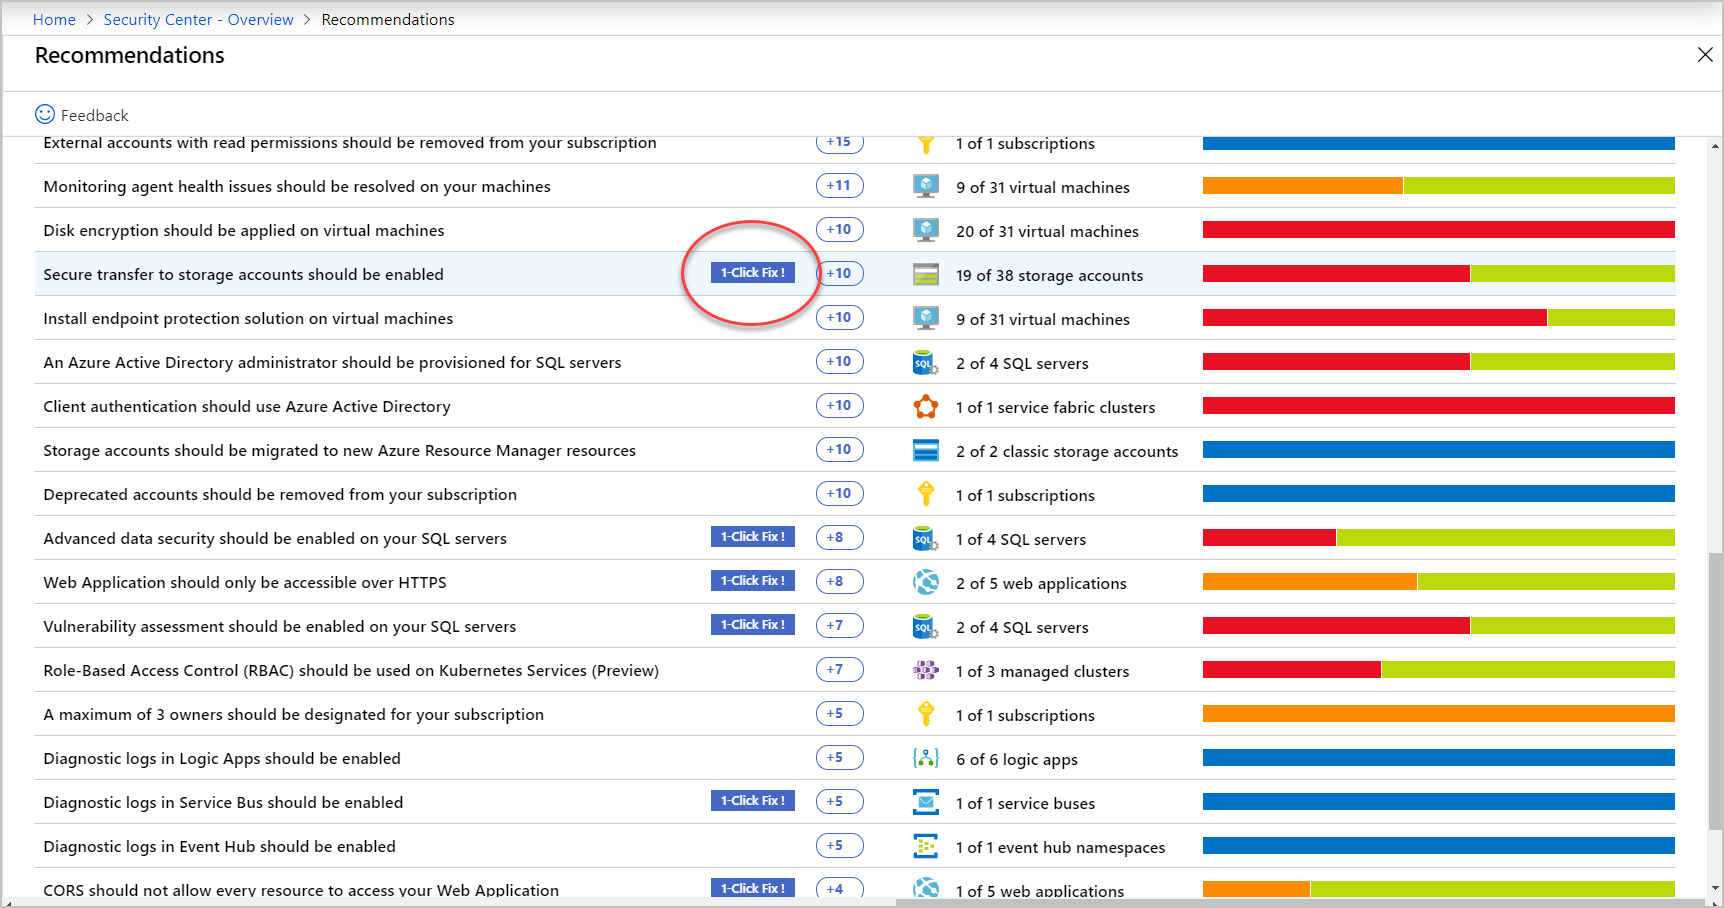 Home > Security Center - Overview > Recommendations
Recommendations
Feedback
External accounts with read permissions should be removed from your subscription +15 1 of 1 subscriptions
Monitoring agent health issues should be resolved on your machines +11 9 of 31 virtual machines
Disk encryption should be applied on virtual machines +10 20 of 31 virtual machines
Secure transfer to storage accounts should be enabled 1-Click Fix ! +10 19 of 38 storage accounts
Install endpoint protection solution on virtual machines +10 9 of 31 virtual machines
An Azure Active Directory administrator should be provisioned for SQL servers +10 SQL 2 of 4 SQL servers
Client authentication should use Azure Active Directory +10 1 of 1 service fabric clusters
Storage accounts should be migrated to new Azure Resource Manager resources +10 2 of 2 classic storage accounts
Deprecated accounts should be removed from your subscription +10 1 of 1 subscriptions
Advanced data security should be enabled on your SQL servers 1-Click Fix ! +8 SQL 1 of 4 SQL servers
Web Application should only be accessible over HTTPS 1-Click Fix ! +8 2 of 5 web applications
Vulnerability assessment should be enabled on your SQL servers 1-Click Fix ! +7 SQL 2 of 4 SQL servers
Role-Based Access Control (RBAC) should be used on Kubernetes Services (Preview) +7 1 of 3 managed clusters
A maximum of 3 owners should be designated for your subscription +5 1 of 1 subscriptions
Diagnostic logs in Logic Apps should be enabled +5 6 of 6 logic apps
Diagnostic logs in Service Bus should be enabled 1-Click Fix ! +5 1 of 1 service buses
Diagnostic logs in Event Hub should be enabled +5 1 of 1 event hub namespaces
CORS should not allow every resource to access your Web Application 1-Click Fix ! +4 1 of 5 web applications